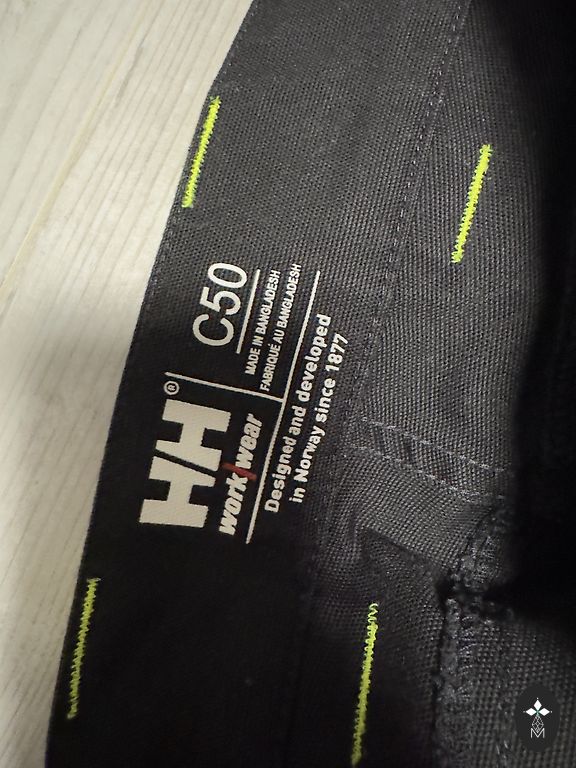 HH®
work/wear
C50
MADE IN BANGLADESH
FABRIQUÉ AU BANGLADESH
Designed and developed
in Norway since 1877
M